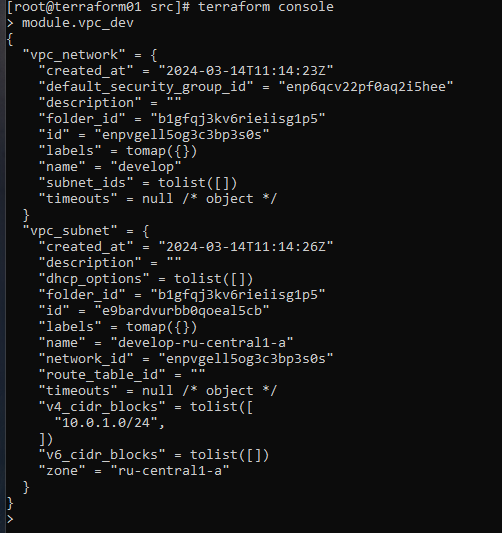 [root@terraform01 src]# terraform console
> module.vpc_dev
{
  "vpc_network" = {
    "created_at" = "2024-03-14T11:14:23Z"
    "default_security_group_id" = "enp6qcv22pf0aq2i5hee"
    "description" = ""
    "folder_id" = "b1gfqj3kv6rieiisg1p5"
    "id" = "enpvgell5og3c3bp3s0s"
    "labels" = tomap({})
    "name" = "develop"
    "subnet_ids" = tolist([])
    "timeouts" = null /* object */
  }
  "vpc_subnet" = {
    "created_at" = "2024-03-14T11:14:26Z"
    "description" = ""
    "dhcp_options" = tolist([])
    "folder_id" = "b1gfqj3kv6rieiisg1p5"
    "id" = "e9bardvurbb0qoeal5cb"
    "labels" = tomap({})
    "name" = "develop-ru-central1-a"
    "network_id" = "enpvgell5og3c3bp3s0s"
    "route_table_id" = ""
    "timeouts" = null /* object */
    "v4_cidr_blocks" = tolist([
      "10.0.1.0/24",
    ])
    "v6_cidr_blocks" = tolist([])
    "zone" = "ru-central1-a"
  }
}
>